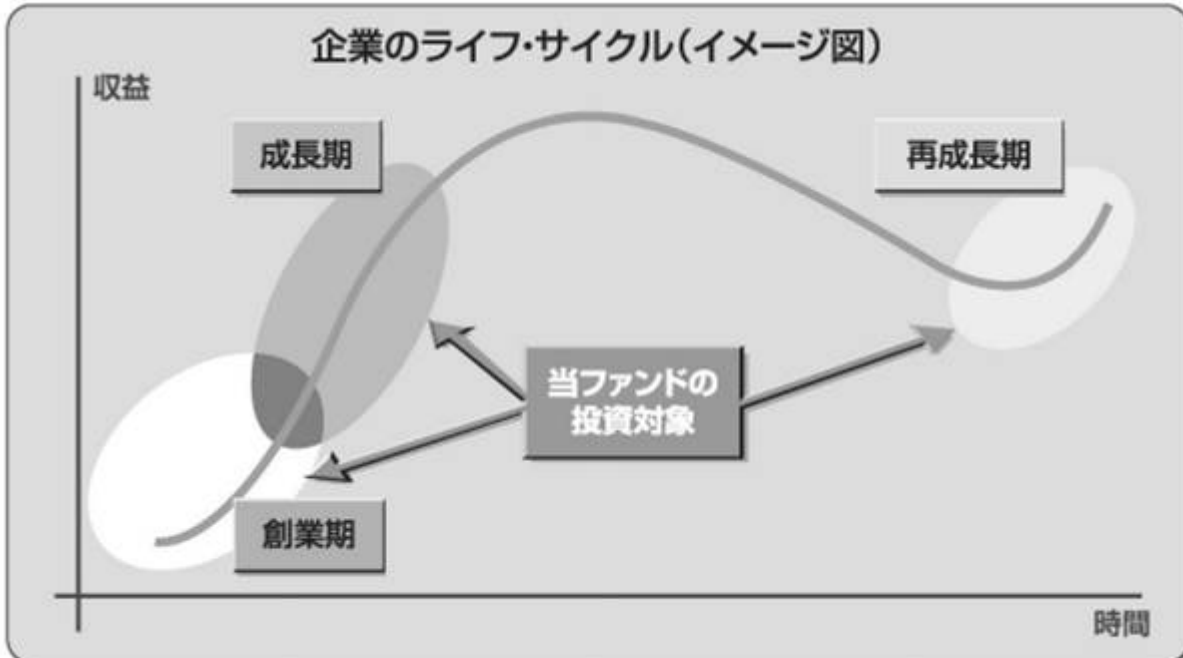 企業のライフ・サイクル(イメージ図)
収益
成長期
再成長期
当ファンドの
投資対象
創業期
時間